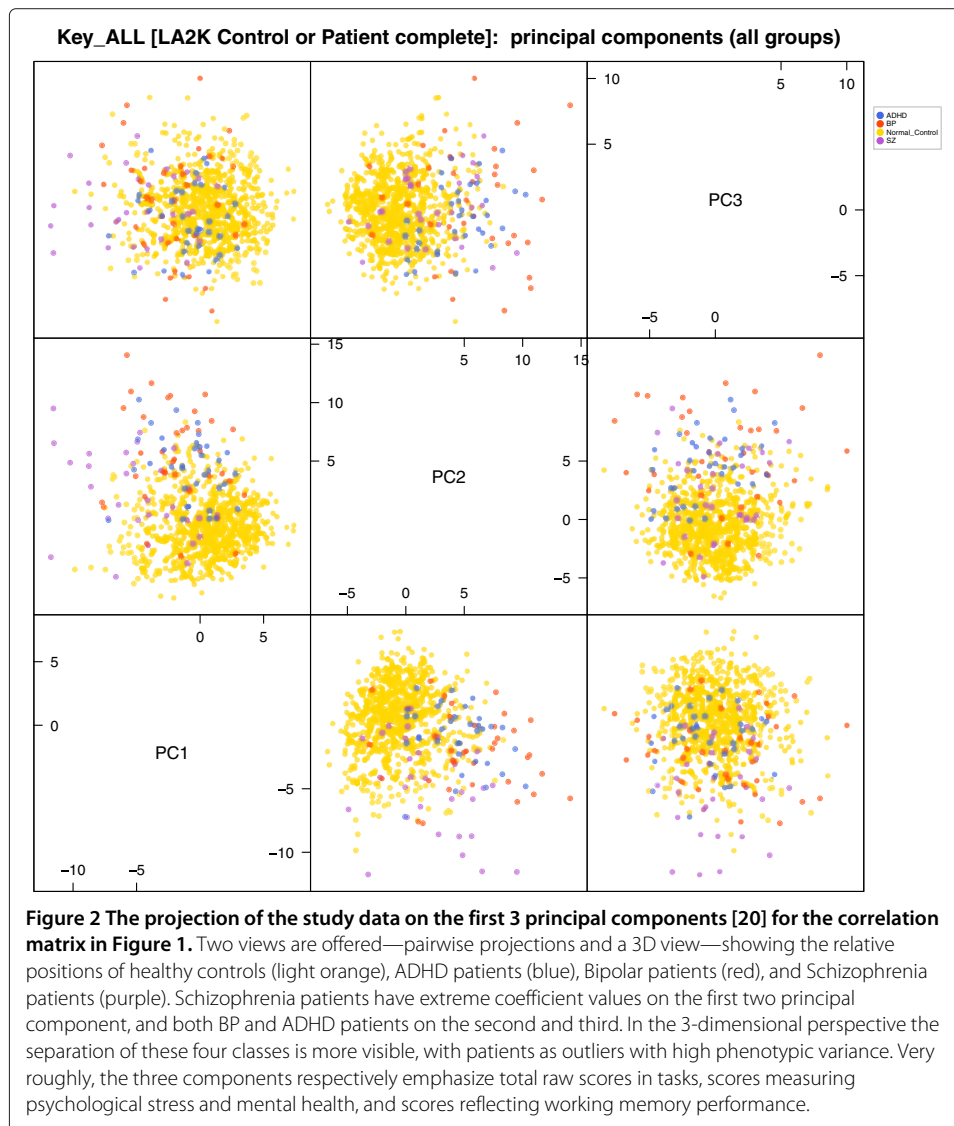 Key_ALL [LA2K Control or Patient complete]: principal components (all groups)
5 10
10
5
PC3
0
−5
−5 0
ADHD
BP
Normal_Control
SZ
15
10
5
5 10 15
PC2
−5 0 5
5
0
−5
0 5
5
0
PC1
−10 −5
−5
−10
Figure 2 The projection of the study data on the first 3 principal components [20] for the correlation
matrix in Figure 1. Two views are offered—pairwise projections and a 3D view—showing the relative
positions of healthy controls (light orange), ADHD patients (blue), Bipolar patients (red), and Schizophrenia
patients (purple). Schizophrenia patients have extreme coefficient values on the first two principal
component, and both BP and ADHD patients on the second and third. In the 3-dimensional perspective the
separation of these four classes is more visible, with patients as outliers with high phenotypic variance. Very
roughly, the three components respectively emphasize total raw scores in tasks, scores measuring
psychological stress and mental health, and scores reflecting working memory performance.